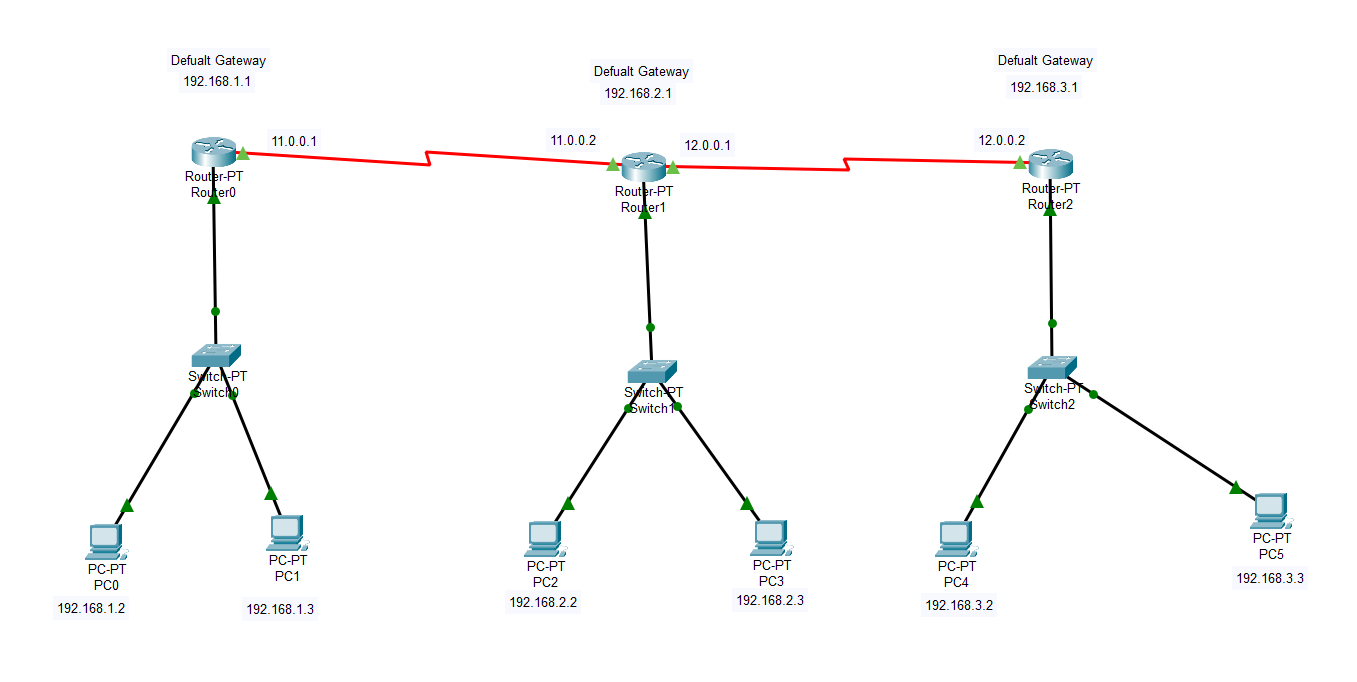 Defualt Gateway
192.168.1.1
Defualt Gateway
192.168.2.1
Defualt Gateway
192.168.3.1
11.0.0.1
11.0.0.2
12.0.0.1
12.0.0.2
Router-PT
Router0
Router-PT
Router1
Router-PT
Router2
Switch-PT
Switch0
Switch-PT
Switch1
Switch-PT
Switch2
PC-PT
PC0
192.168.1.2
PC-PT
PC1
192.168.1.3
PC-PT
PC2
192.168.2.2
PC-PT
PC3
192.168.2.3
PC-PT
PC4
192.168.3.2
PC-PT
PC5
192.168.3.3